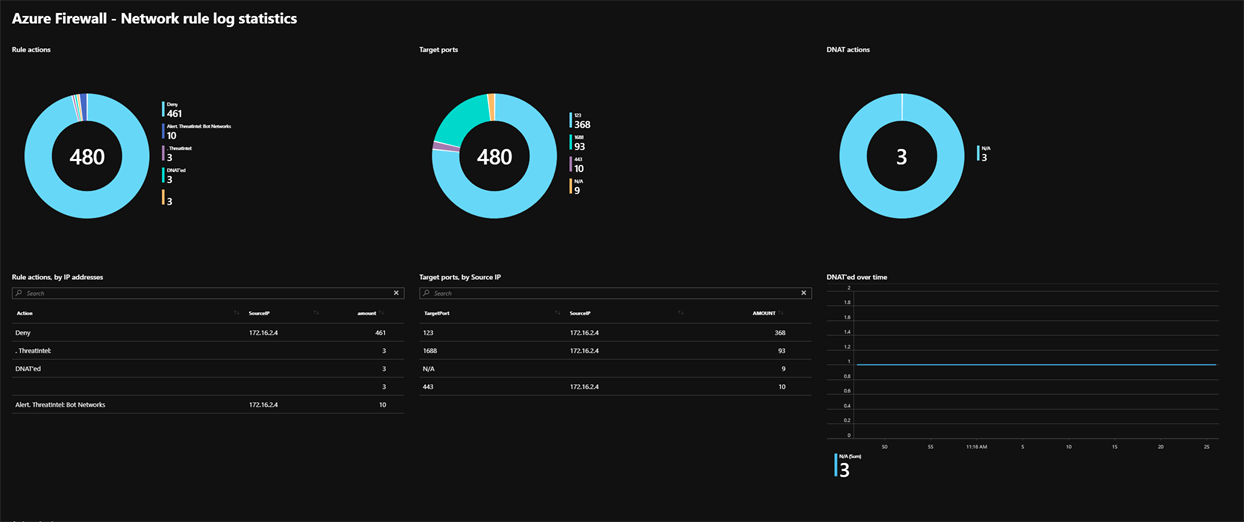 Azure Firewall - Network rule log statistics
Rule actions
480
Deny
461
Alert. ThreatIntel: Bot Networks
10
. ThreatIntel
3
DNAT'ed
3
3
Target ports
480
123
368
1688
93
443
10
N/A
9
DNAT actions
3
N/A
3
Rule actions, by IP addresses
Search
Action SourceIP amount
Deny 172.16.2.4 461
. ThreatIntel: 3
DNAT'ed 3
3
Alert. ThreatIntel: Bot Networks 172.16.2.4 10
Target ports, by Source IP
Search
TargetPort SourceIP AMOUNT
123 172.16.2.4 368
1688 172.16.2.4 93
N/A 9
443 172.16.2.4 10
DNAT'ed over time
2
1.8
1.6
1.4
1.2
1
0.8
0.6
0.4
0.2
0
50 55 11:16 AM 5 10 15 20 25
N/A (Sum)
3